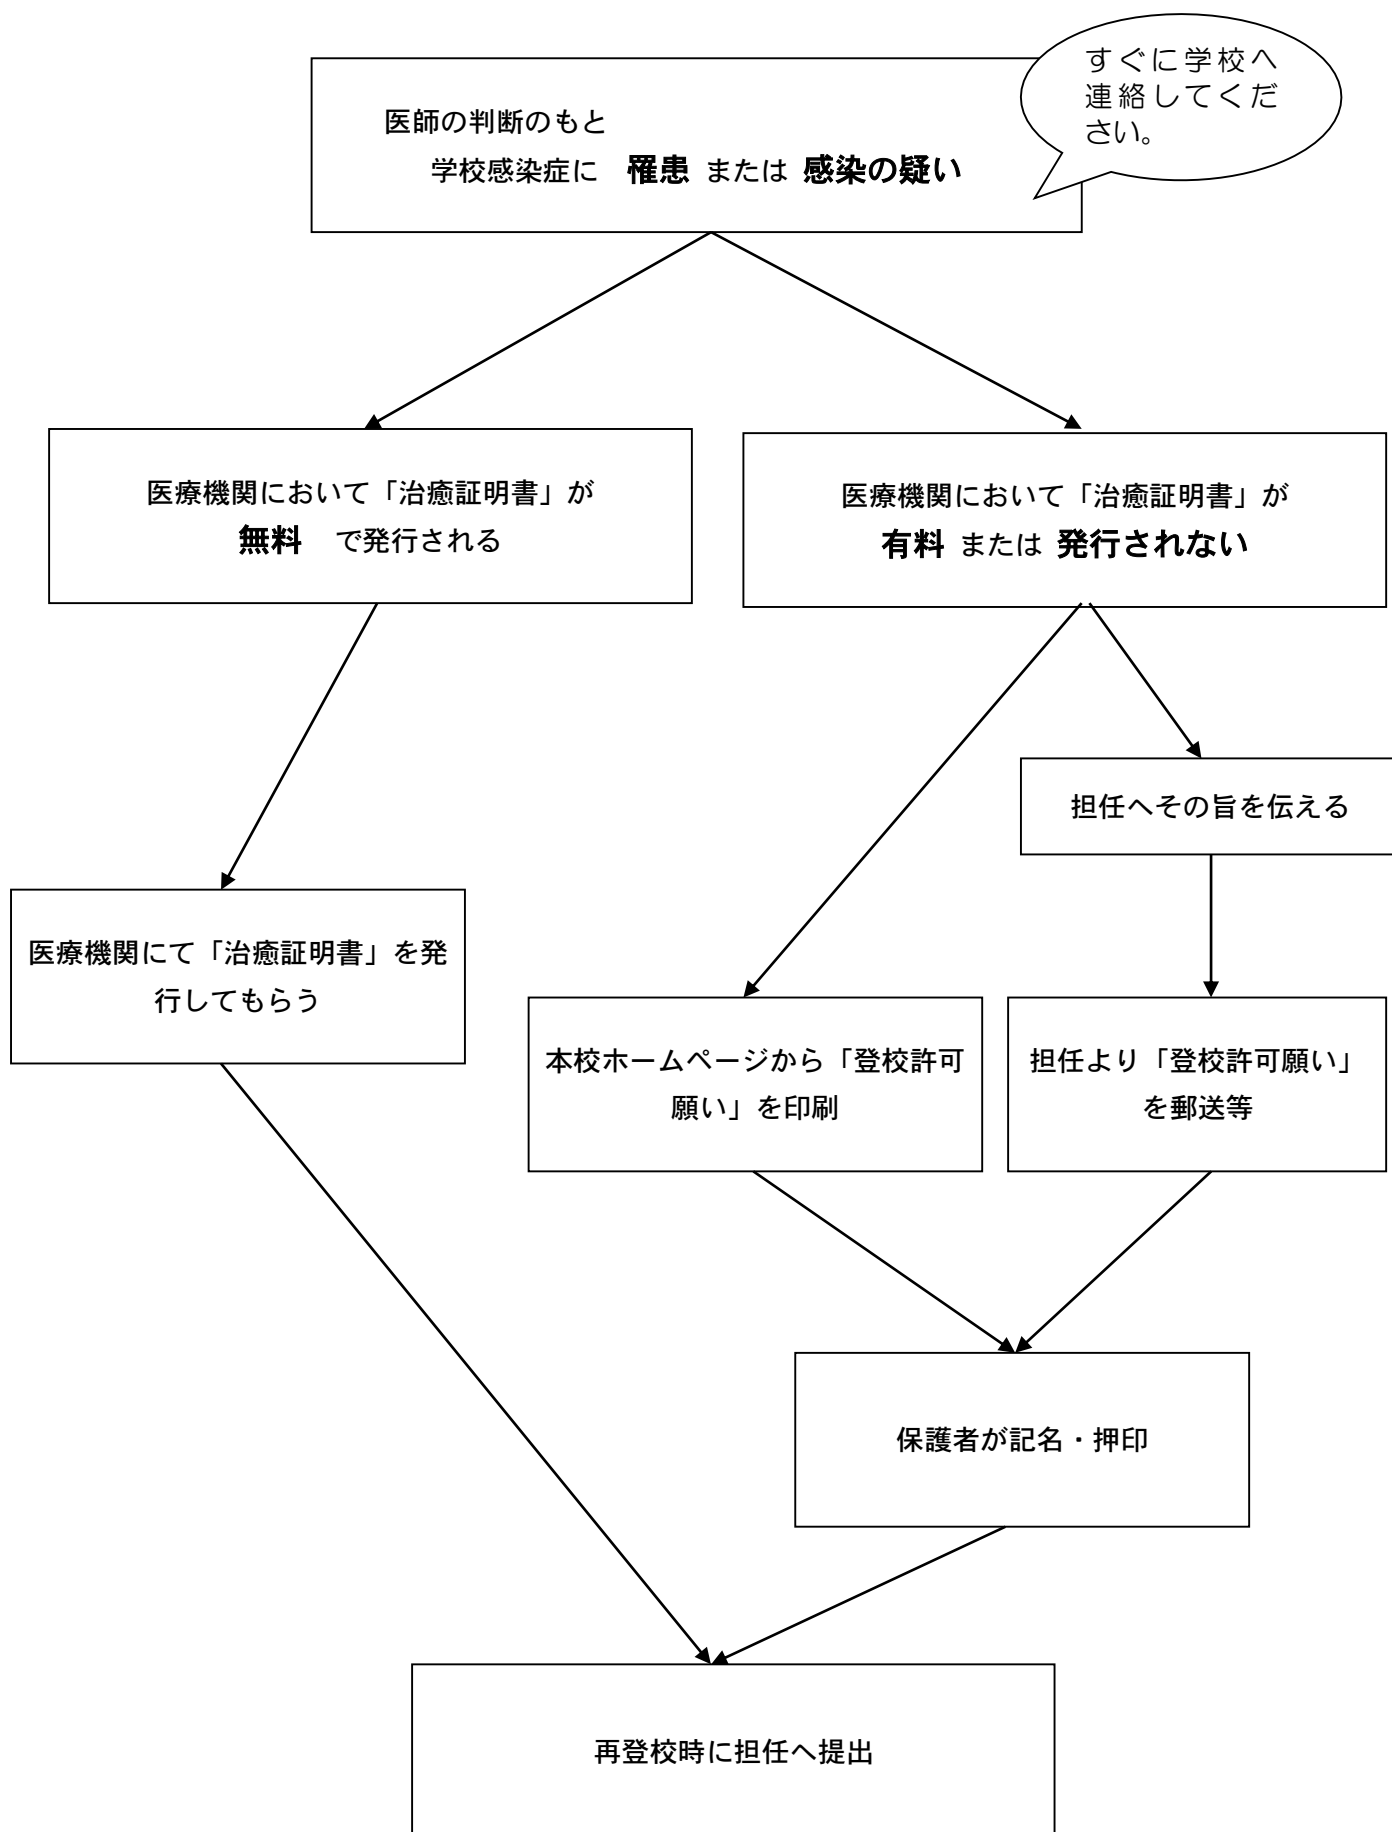 すぐに学校へ
連絡してくだ
さい。
医師の判断のもと
学校感染症に 罹患 または 感染の疑い
医療機関において「治癒証明書」が
無料 で発行される
医療機関において「治癒証明書」が
有料 または 発行されない
担任へその旨を伝える
医療機関にて「治癒証明書」を発
行してもらう
本校ホームページから「登校許可
願い」を印刷
担任より「登校許可願い」
を郵送等
保護者が記名・押印
再登校時に担任へ提出